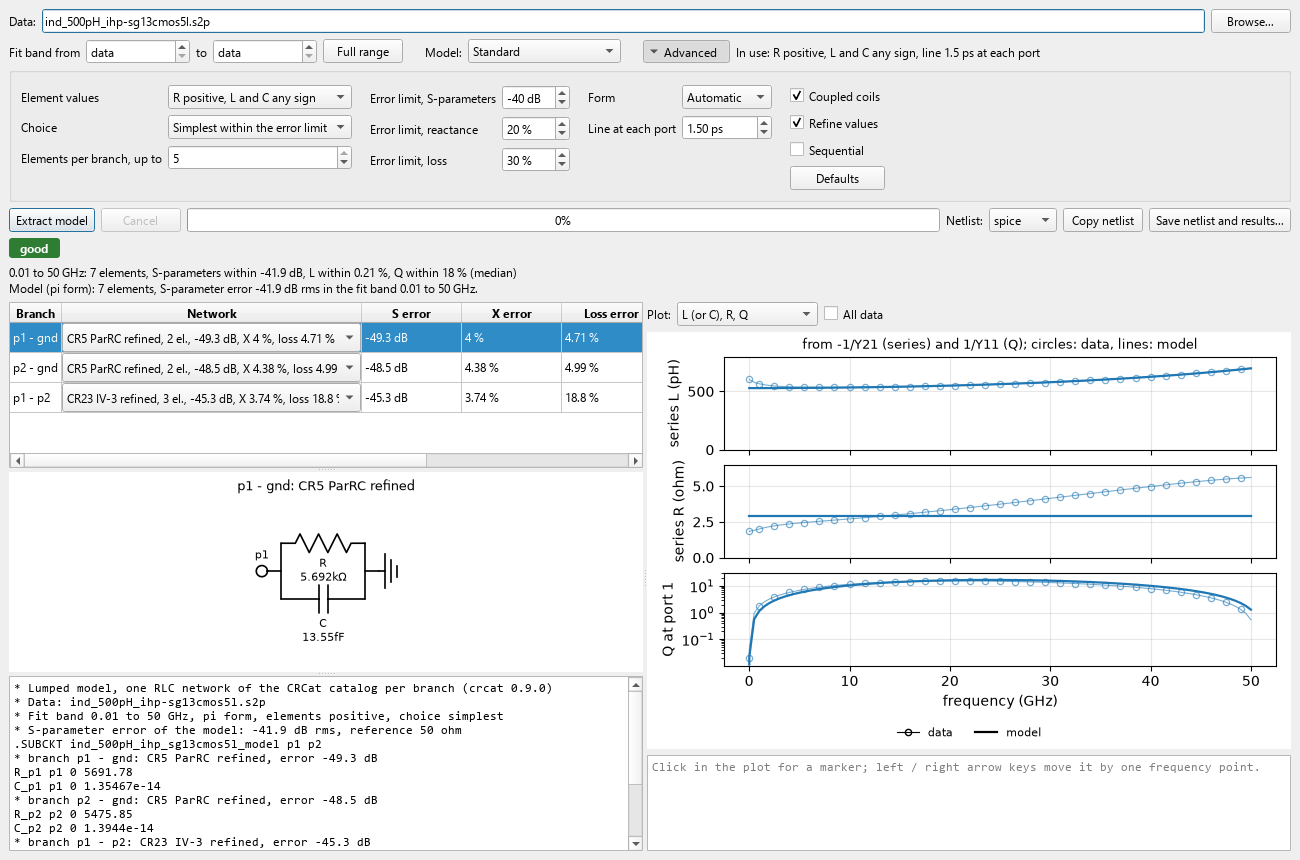 Data: ind_500pH_ihp-sg13cmos5l.s2p Browse...
Fit band from data to data Full range Model: Standard Advanced In use: R positive, L and C any sign, line 1.5 ps at each port
Element values R positive, L and C any sign Error limit, S-parameters -40 dB Form Automatic Coupled coils
Choice Simplest within the error limit Error limit, reactance 20 % Line at each port 1.50 ps Refine values
Elements per branch, up to 5 Error limit, loss 30 % Sequential
Defaults
Extract model Cancel 0% Netlist: spice Copy netlist Save netlist and results...
good
0.01 to 50 GHz: 7 elements, S-parameters within -41.9 dB, L within 0.21 %, Q within 18 % (median)
Model (pi form): 7 elements, S-parameter error -41.9 dB rms in the fit band 0.01 to 50 GHz.
Branch Network S error X error Loss error
p1 - gnd CR5 ParRC refined, 2 el., -49.3 dB, X 4 %, loss 4.71 % -49.3 dB 4 % 4.71 %
p2 - gnd CR5 ParRC refined, 2 el., -48.5 dB, X 4.38 %, loss 4.99 -48.5 dB 4.38 % 4.99 %
p1 - p2 CR23 IV-3 refined, 3 el., -45.3 dB, X 3.74 %, loss 18.8 % -45.3 dB 3.74 % 18.8 %
p1 - gnd: CR5 ParRC refined
p1
R
5.692kΩ
C
13.55fF
* Lumped model, one RLC network of the CRCat catalog per branch (crcat 0.9.0)
* Data: ind_500pH_ihp-sg13cmos5l.s2p
* Fit band 0.01 to 50 GHz, pi form, elements positive, choice simplest
* S-parameter error of the model: -41.9 dB rms, reference 50 ohm
.SUBCKT ind_500pH_ihp_sg13cmos5l_model p1 p2
* branch p1 - gnd: CR5 ParRC refined, error -49.3 dB
R_p1 p1 0 5691.78
C_p1 p1 0 1.35467e-14
* branch p2 - gnd: CR5 ParRC refined, error -48.5 dB
R_p2 p2 0 5475.85
C_p2 p2 0 1.3944e-14
* branch p1 - p2: CR23 IV-3 refined, error -45.3 dB
Plot: L (or C), R, Q All data
from -1/Y21 (series) and 1/Y11 (Q); circles: data, lines: model
series L (pH)
500
0
series R (ohm)
5.0
2.5
0.0
Q at port 1
10¹
10⁰
10⁻¹
0 10 20 30 40 50
frequency (GHz)
data model
Click in the plot for a marker; left / right arrow keys move it by one frequency point.